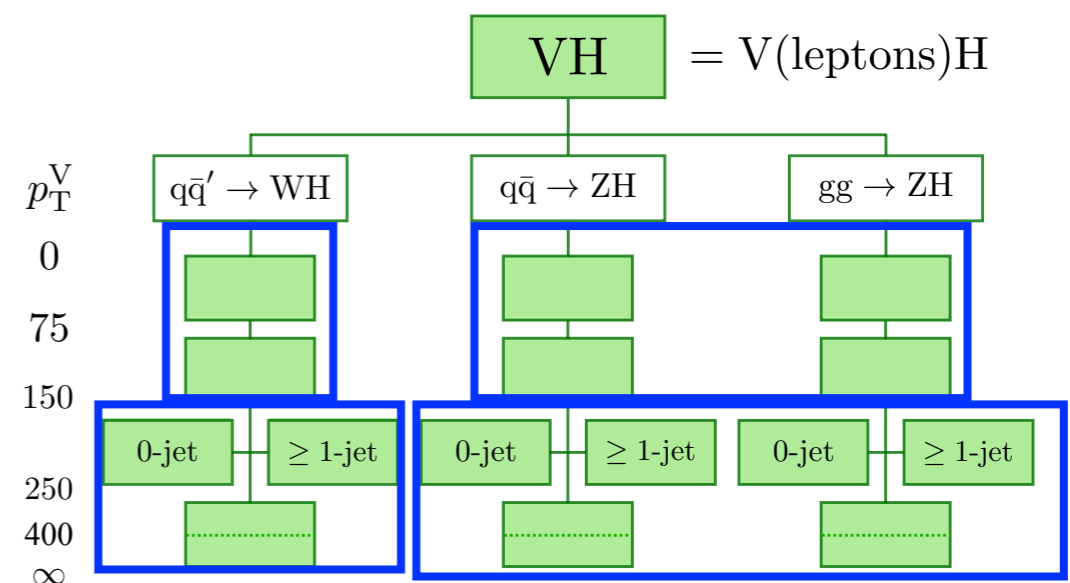 VH = V(leptons)H
p_T^V qq̄′ → WH qq̄ → ZH gg → ZH
0
75
150
0-jet ≥ 1-jet 0-jet ≥ 1-jet 0-jet ≥ 1-jet
250
400
∞